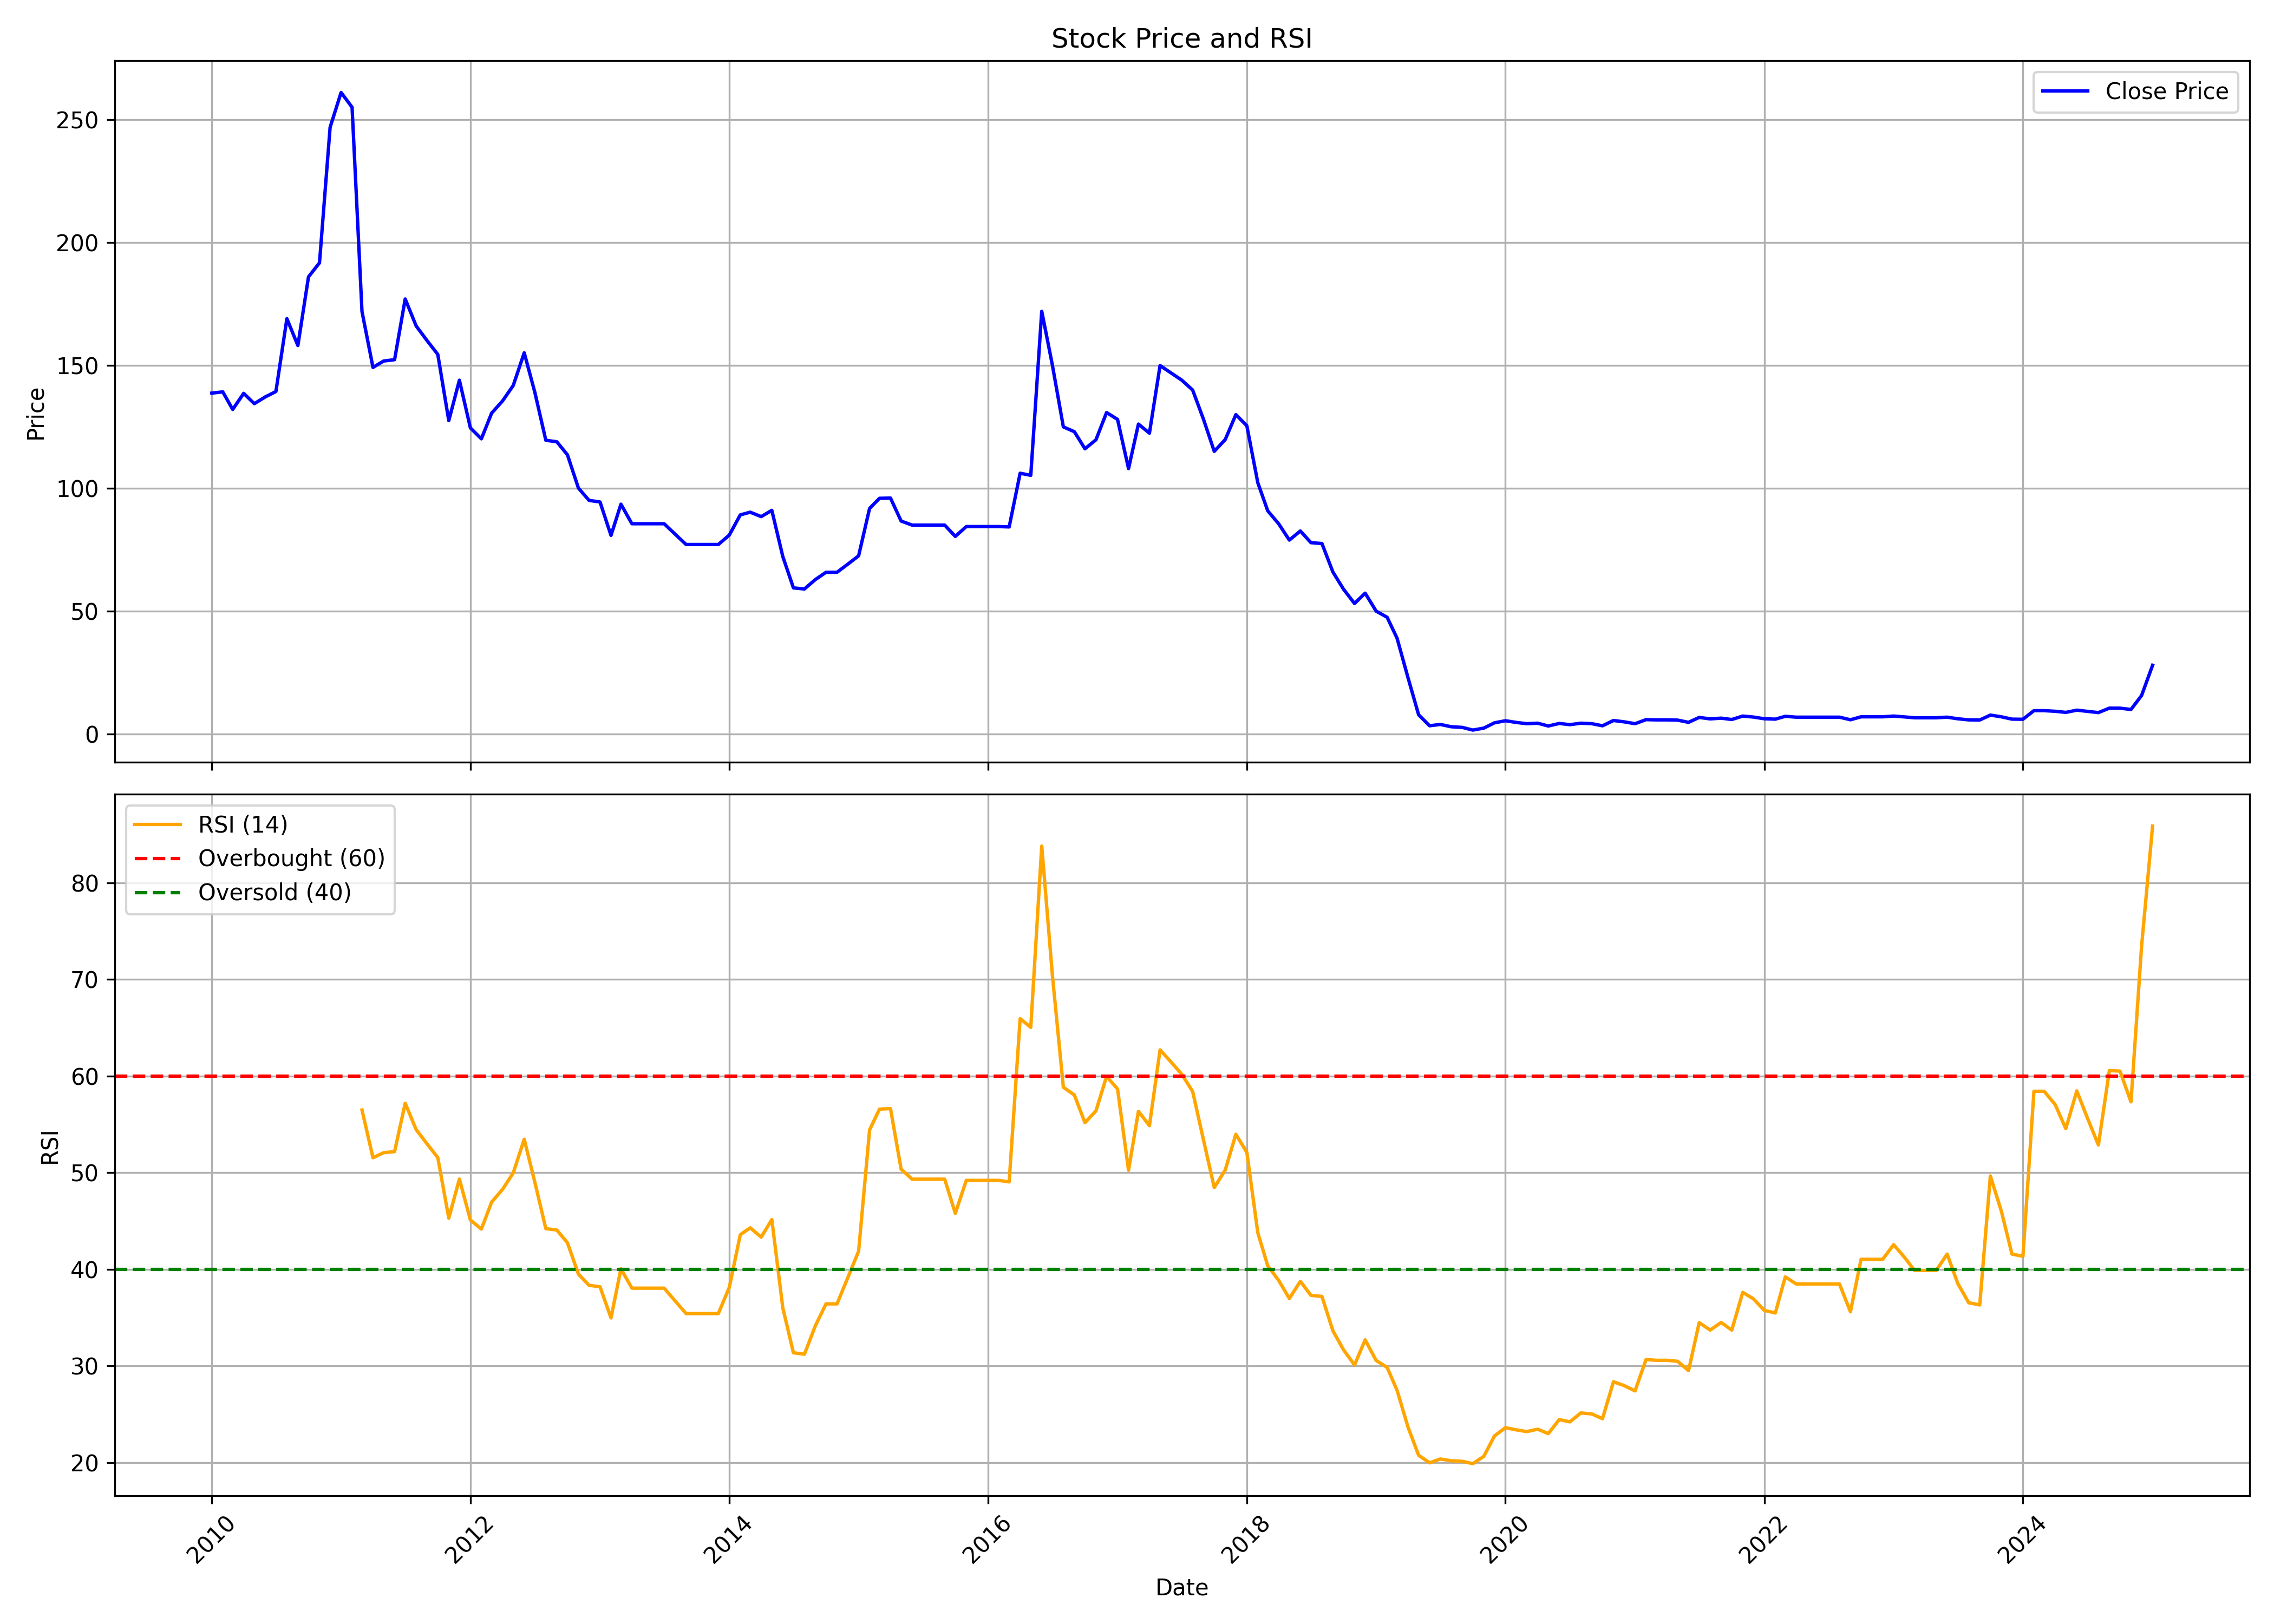 Stock Price and RSI
Close Price
250
200
150
100
50
0
Price
RSI (14)
Overbought (60)
Oversold (40)
80
70
60
50
40
30
20
RSI
2010
2012
2014
2016
2018
2020
2022
2024
Date